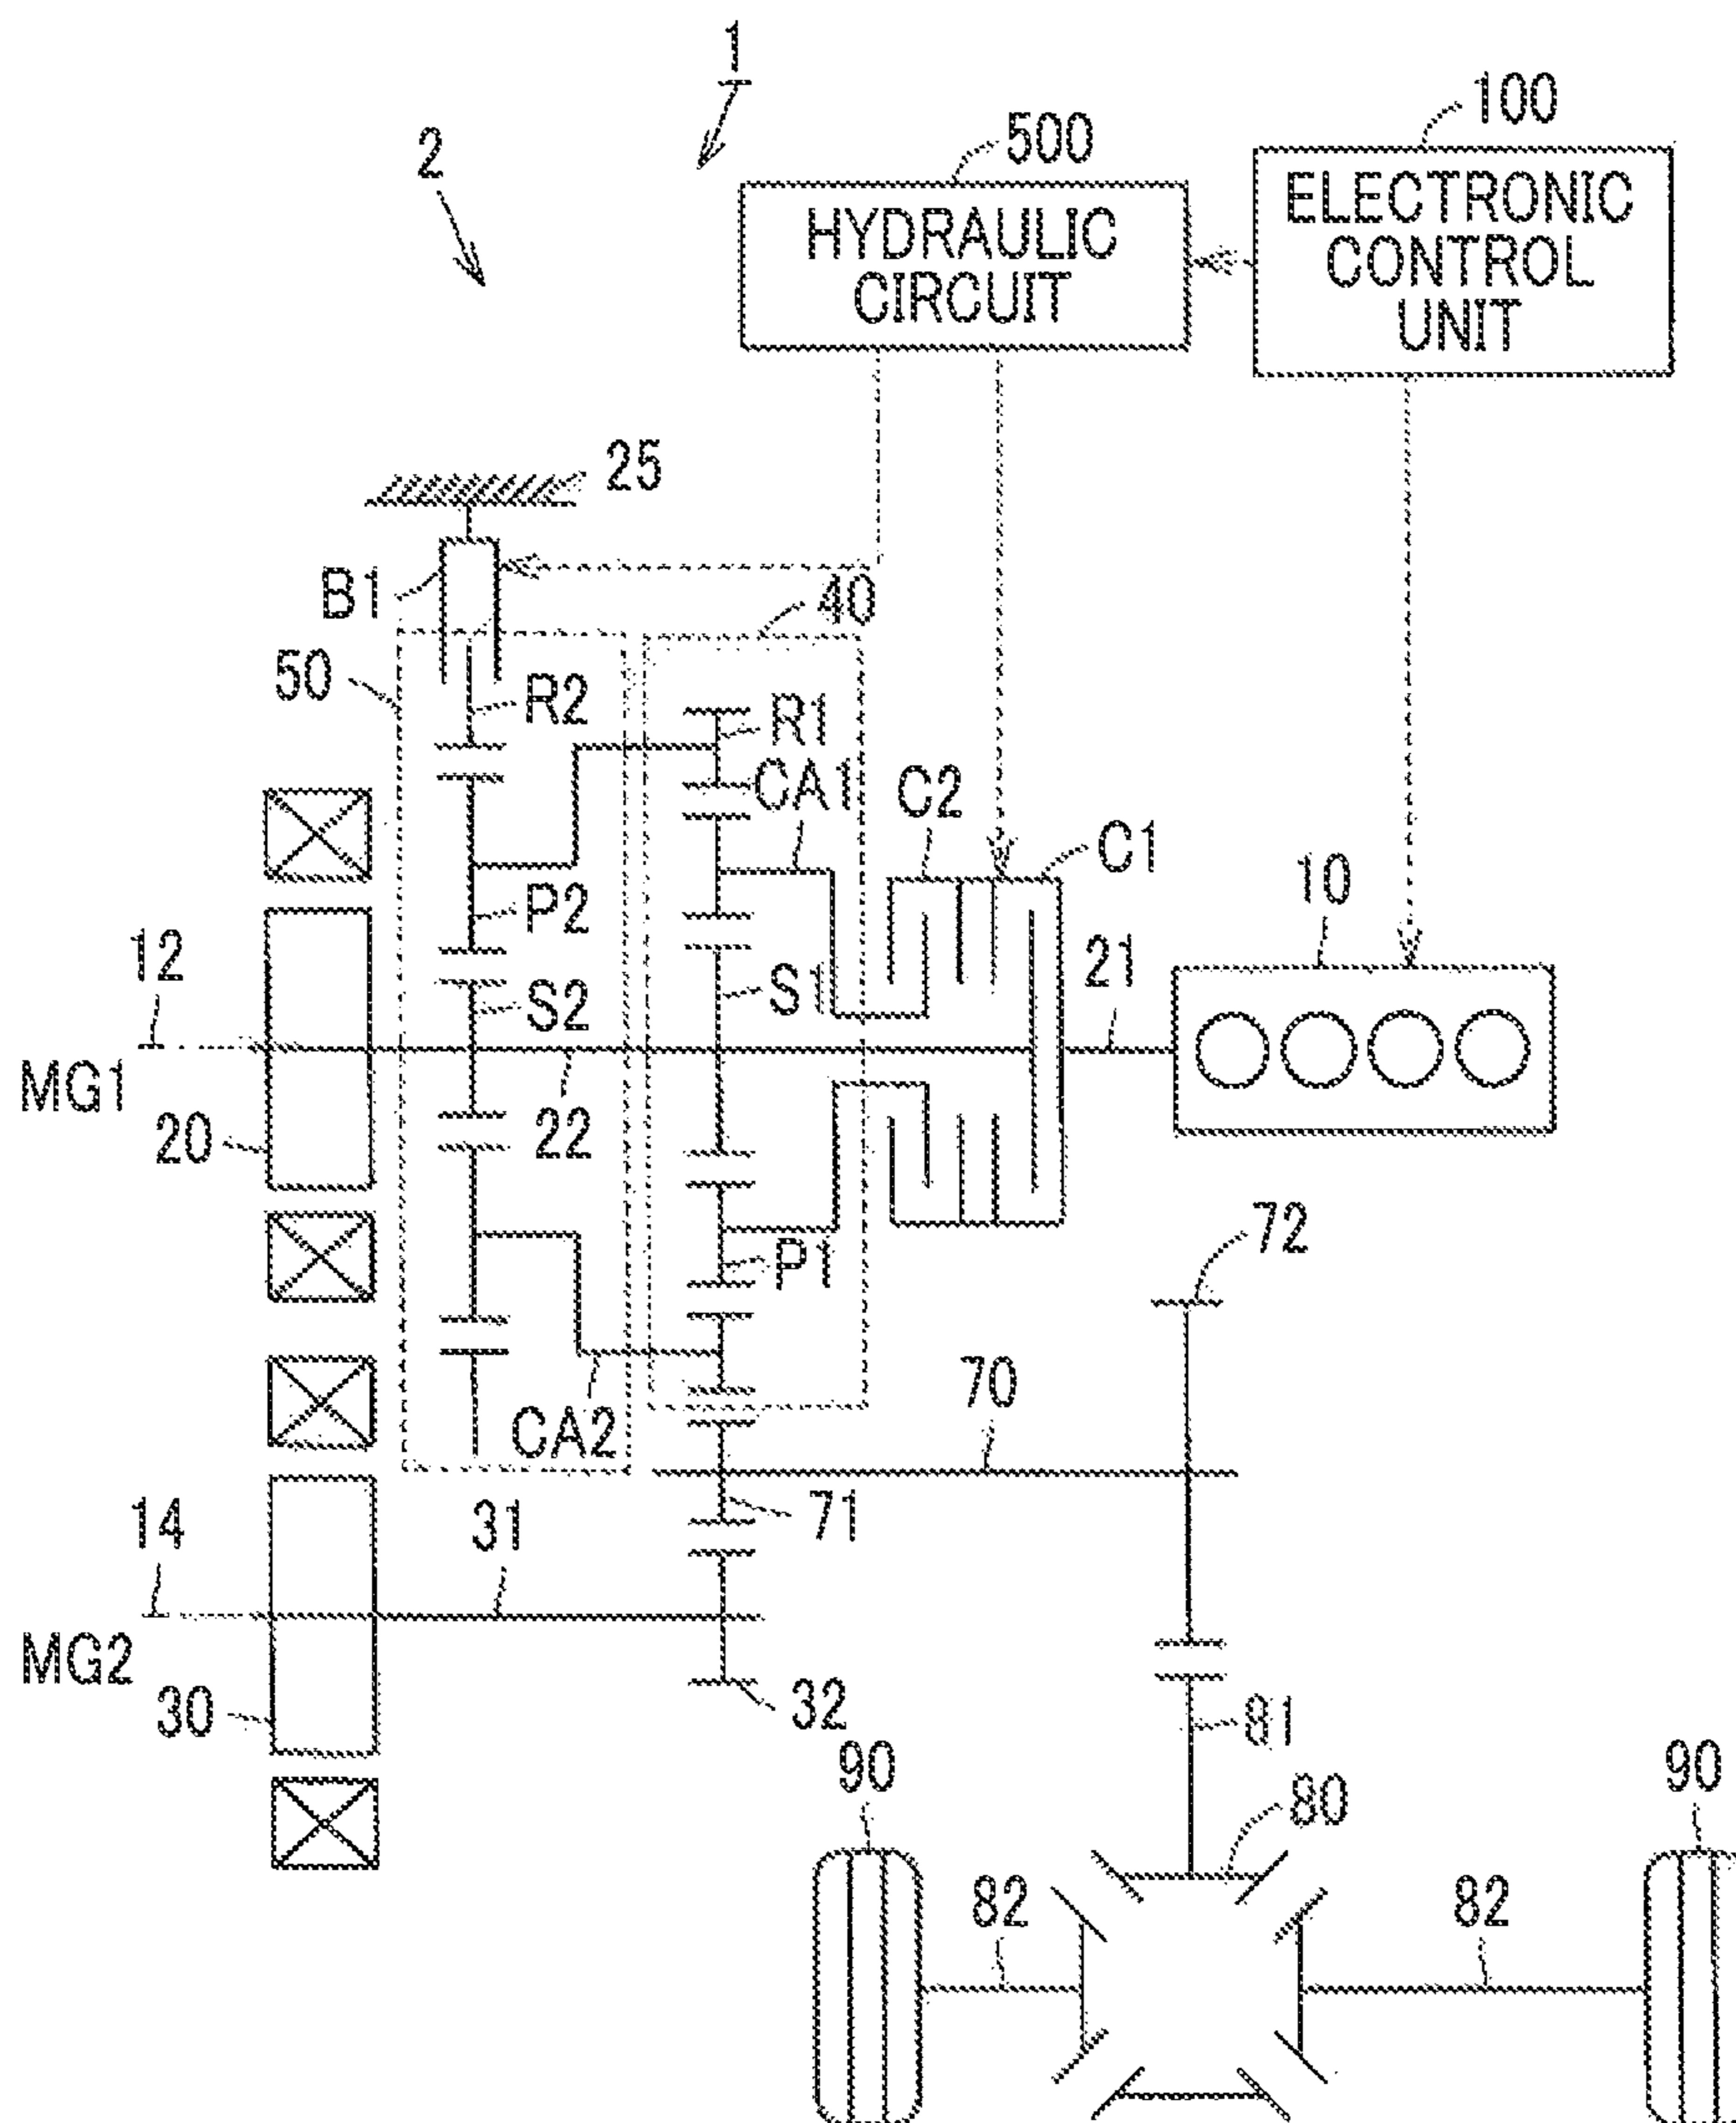 1
100
2
500
ELECTRONIC
CONTROL
UNIT
HYDRAULIC
CIRCUIT
25
B1
40
50
R2
R1
CA1
C2
C1
10
P2
12
S2
S1
21
MG1
20
22
72
P1
CA2
70
14
31
71
MG2
30
32
81
90
90
80
82
82